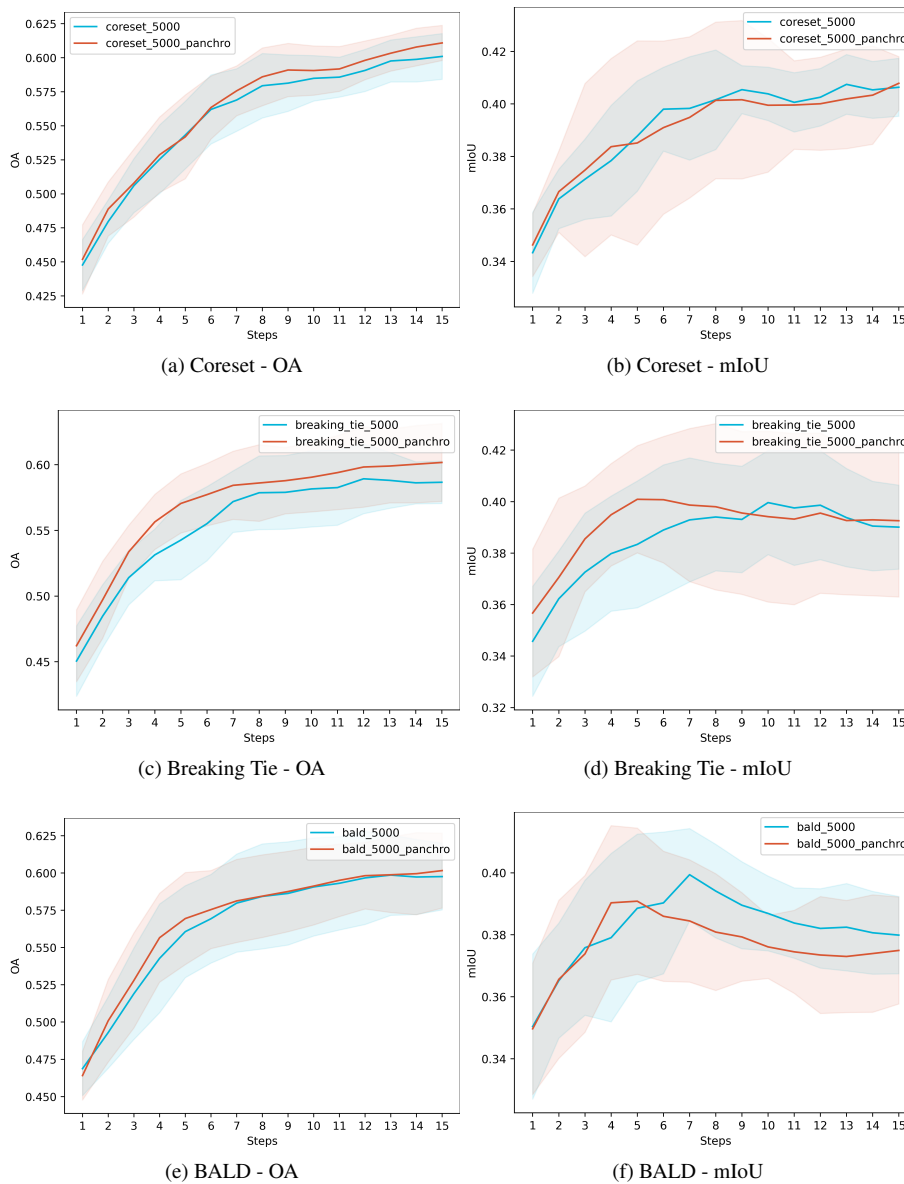 coreset_5000
coreset_5000_panchro
0.625
0.600
0.575
0.550
0.525
0.500
0.475
0.450
0.425
OA
1 2 3 4 5 6 7 8 9 10 11 12 13 14 15
Steps
(a) Coreset - OA
coreset_5000
coreset_5000_panchro
0.42
0.40
0.38
0.36
0.34
mIoU
1 2 3 4 5 6 7 8 9 10 11 12 13 14 15
Steps
(b) Coreset - mIoU
breaking_tie_5000
breaking_tie_5000_panchro
0.60
0.55
0.50
0.45
OA
1 2 3 4 5 6 7 8 9 10 11 12 13 14 15
Steps
(c) Breaking Tie - OA
breaking_tie_5000
breaking_tie_5000_panchro
0.42
0.40
0.38
0.36
0.34
0.32
mIoU
1 2 3 4 5 6 7 8 9 10 11 12 13 14 15
Steps
(d) Breaking Tie - mIoU
bald_5000
bald_5000_panchro
0.625
0.600
0.575
0.550
0.525
0.500
0.475
0.450
OA
1 2 3 4 5 6 7 8 9 10 11 12 13 14 15
Steps
(e) BALD - OA
bald_5000
bald_5000_panchro
0.40
0.38
0.36
0.34
mIoU
1 2 3 4 5 6 7 8 9 10 11 12 13 14 15
Steps
(f) BALD - mIoU